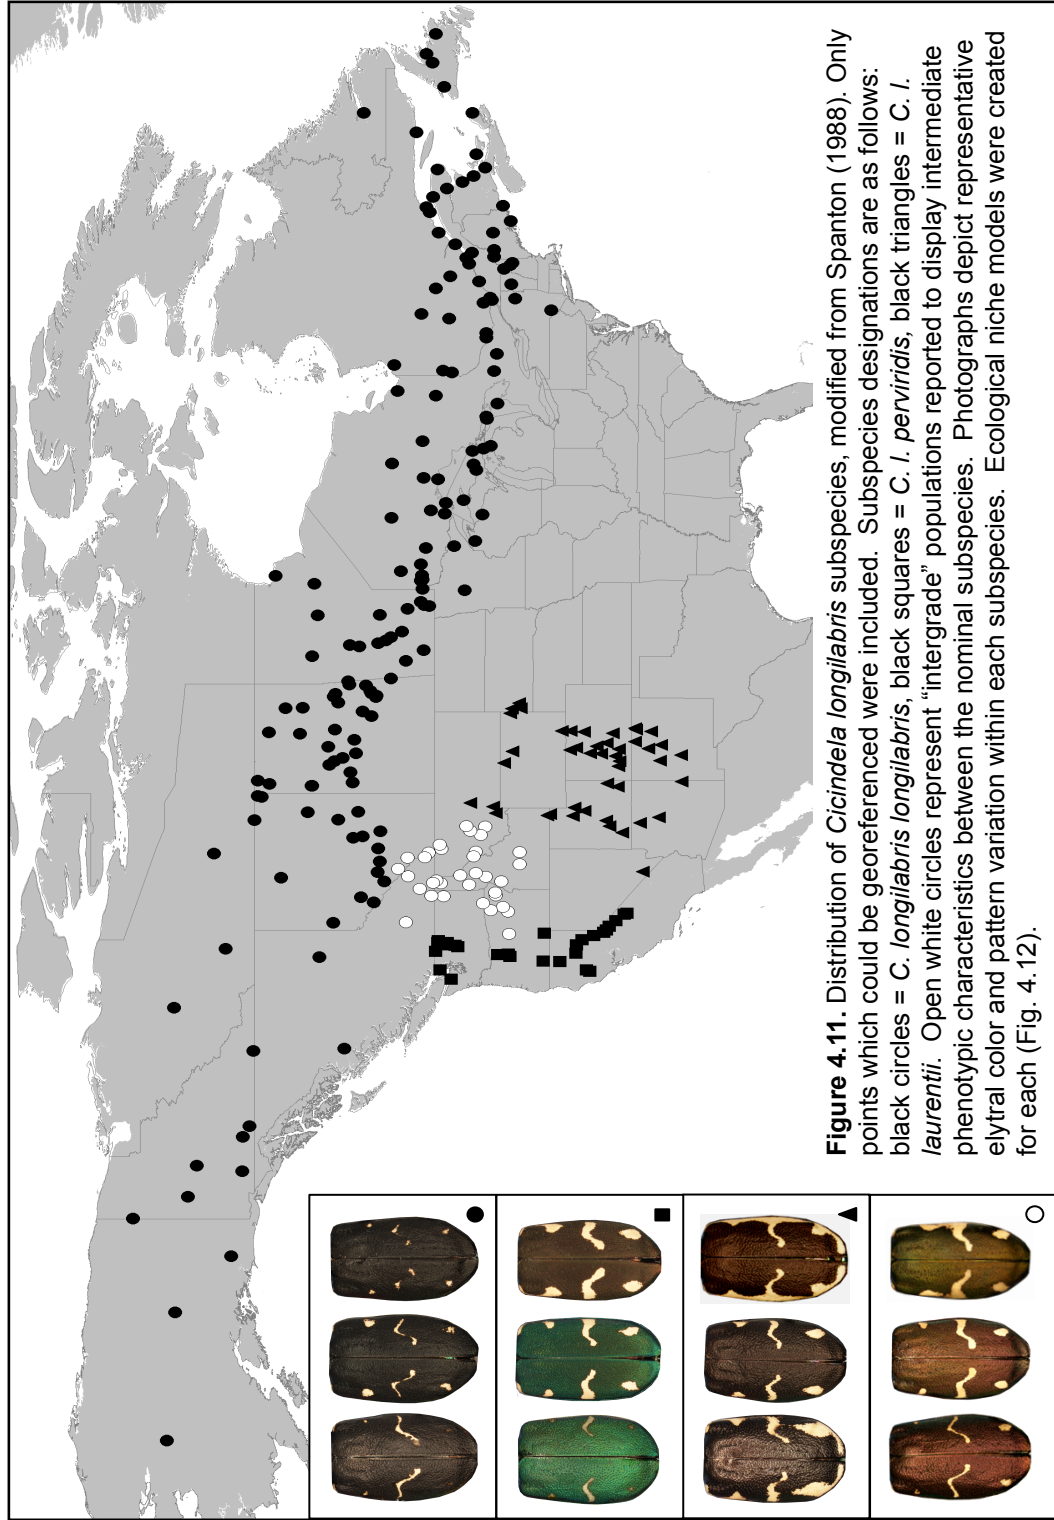 Figure 4.11. Distribution of Cicindela longilabris subspecies, modified from Spanton (1988). Only
points which could be georeferenced were included. Subspecies designations are as follows:
black circles = C. longilabris longilabris, black squares = C. l. perviridis, black triangles = C. l.
laurentii. Open white circles represent “intergrade” populations reported to display intermediate
phenotypic characteristics between the nominal subspecies. Photographs depict representative
elytral color and pattern variation within each subspecies. Ecological niche models were created
for each (Fig. 4.12).